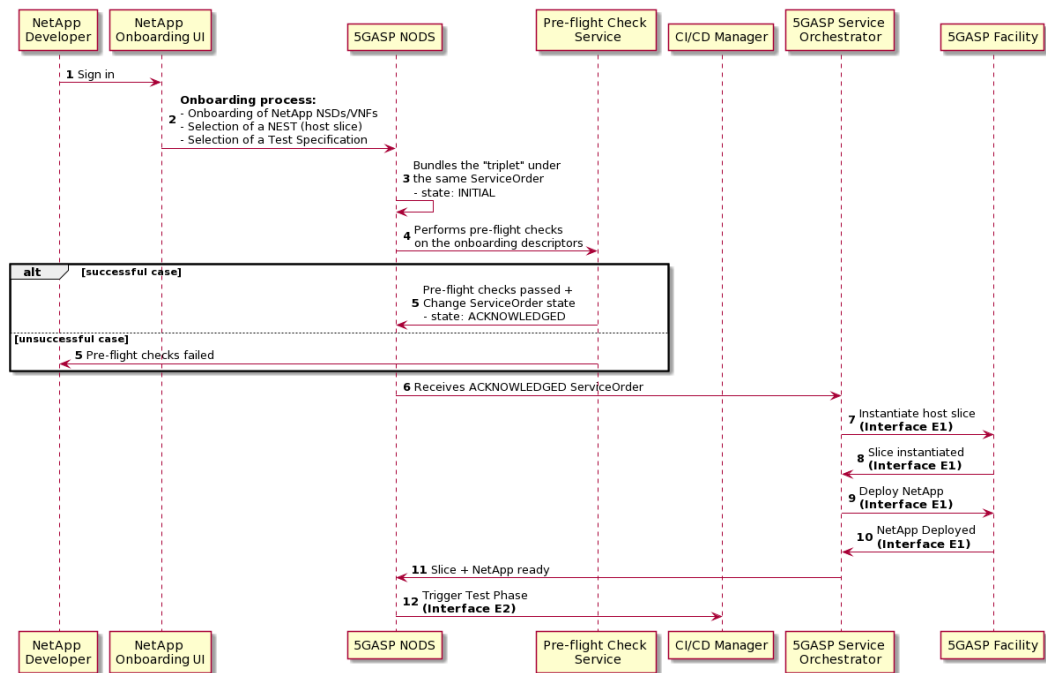 NetApp
Developer
NetApp
Onboarding UI
5GASP NODS
Pre-flight Check
Service
CI/CD Manager
5GASP Service
Orchestrator
5GASP Facility
1 Sign in
Onboarding process:
- Onboarding of NetApp NSDs/VNFs
2 - Selection of a NEST (host slice)
- Selection of a Test Specification
Bundles the "triplet" under
3 the same ServiceOrder
- state: INITIAL
4 Performs pre-flight checks
on the onboarding descriptors
alt [successful case]
Pre-flight checks passed +
5 Change ServiceOrder state
- state: ACKNOWLEDGED
[unsuccessful case]
5 Pre-flight checks failed
6 Receives ACKNOWLEDGED ServiceOrder
7 Instantiate host slice
(Interface E1)
8 Slice instantiated
(Interface E1)
9 Deploy NetApp
(Interface E1)
10 NetApp Deployed
(Interface E1)
11 Slice + NetApp ready
12 Trigger Test Phase
(Interface E2)
NetApp
Developer
NetApp
Onboarding UI
5GASP NODS
Pre-flight Check
Service
CI/CD Manager
5GASP Service
Orchestrator
5GASP Facility